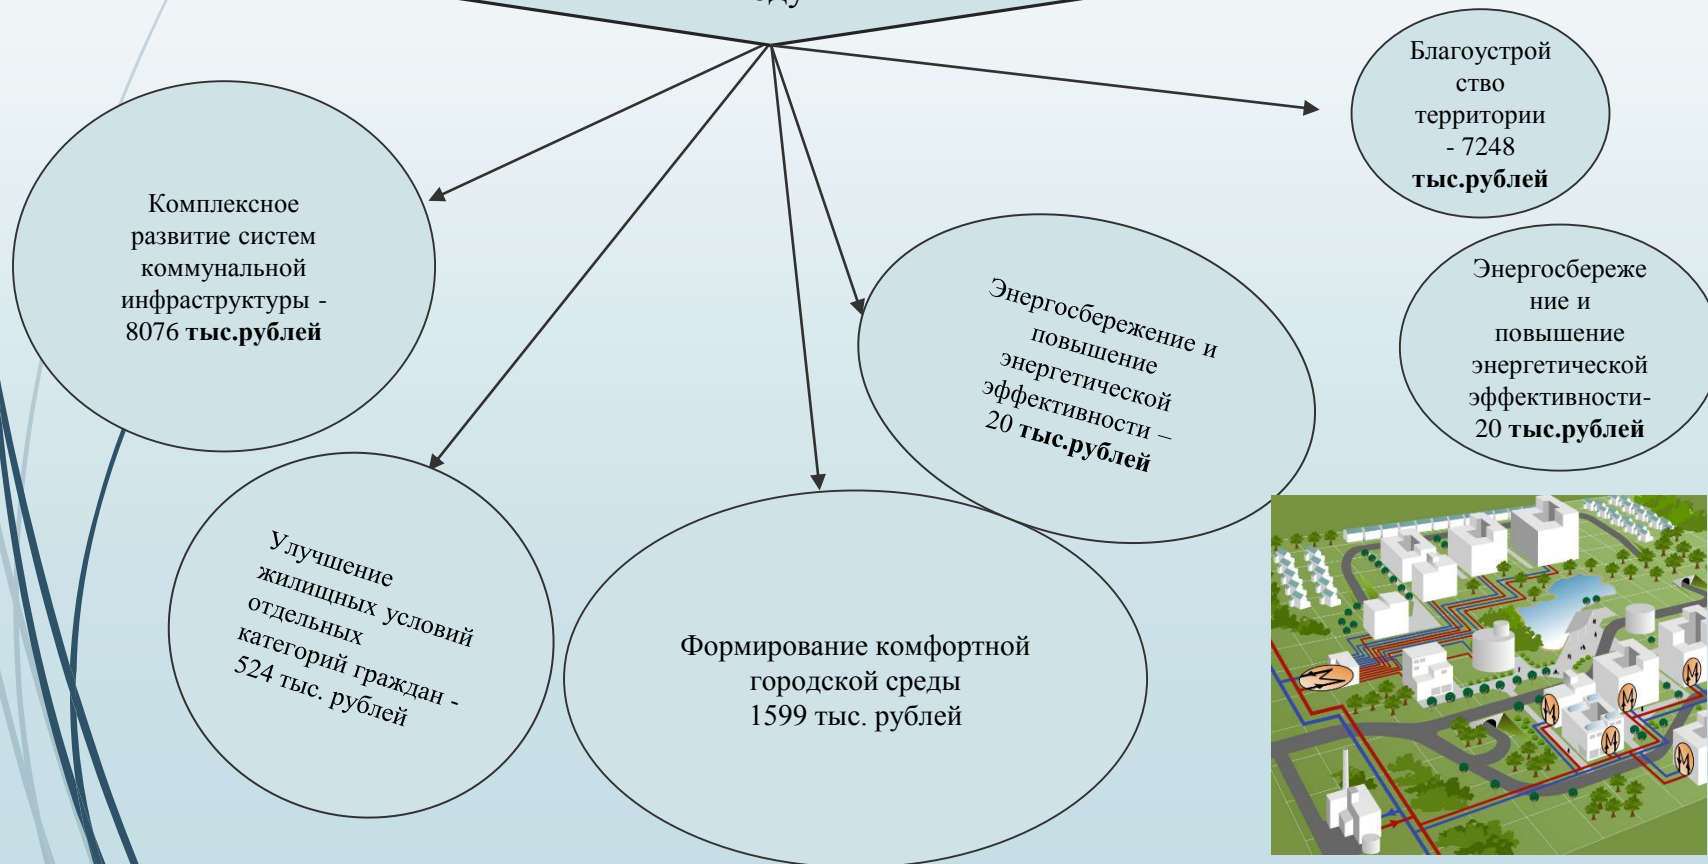 Благоустрой
ство
территории
- 7248
тыс.рублей
Комплексное
развитие систем
коммунальной
инфраструктуры -
8076 тыс.рублей
Энергосбережение и
повышение
энергетической
эффективности –
20 тыс.рублей
Энергосбереже
ние и
повышение
энергетической
эффективности-
20 тыс.рублей
Улучшение
жилищных условий
отдельных
категорий граждан -
524 тыс. рублей
Формирование комфортной
городской среды
1599 тыс. рублей
M
M
M
M
M